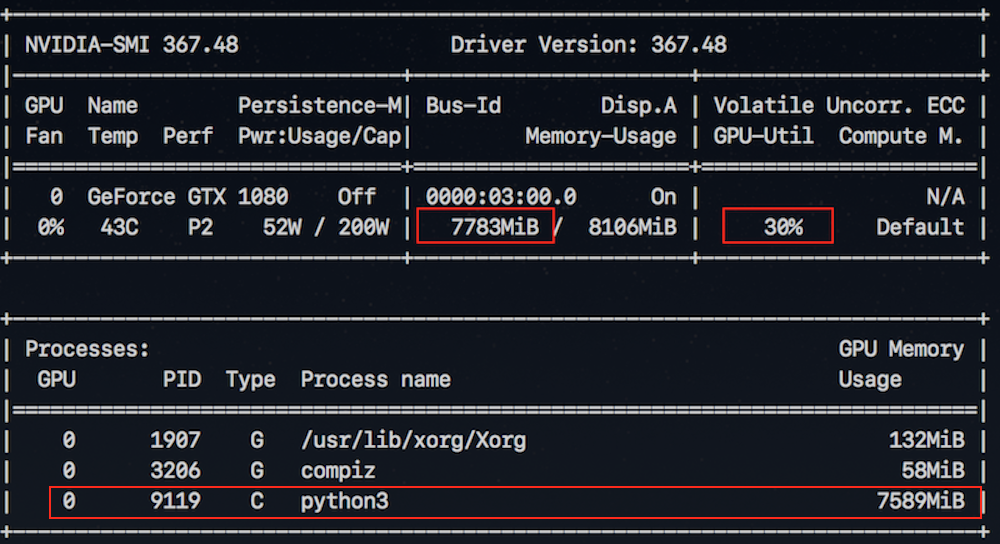 NVIDIA-SMI 367.48 Driver Version: 367.48
GPU Name Persistence-M| Bus-Id Disp.A | Volatile Uncorr. ECC
Fan Temp Perf Pwr:Usage/Cap| Memory-Usage | GPU-Util Compute M.
0 GeForce GTX 1080 Off | 0000:03:00.0 On | N/A
0% 43C P2 52W / 200W | 7783MiB / 8106MiB | 30% Default
Processes: GPU Memory
GPU PID Type Process name Usage
0 1907 G /usr/lib/xorg/Xorg 132MiB
0 3206 G compiz 58MiB
0 9119 C python3 7589MiB